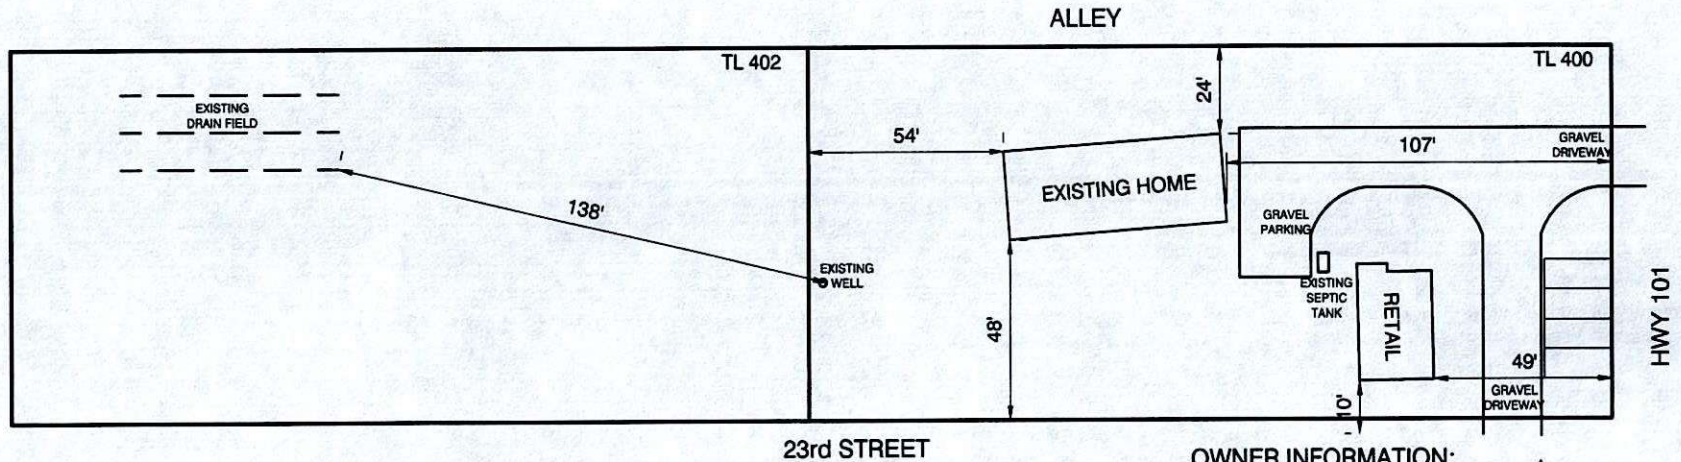 ALLEY
TL 402
TL 400
EXISTING
DRAIN FIELD
24'
54'
107'
GRAVEL
DRIVEWAY
EXISTING HOME
138'
GRAVEL
PARKING
EXISTING
WELL
EXISTING
SEPTIC
TANK
RETAIL
HWY 101
48'
49'
10'
GRAVEL
DRIVEWAY
23rd STREET
OWNER INFORMATION: